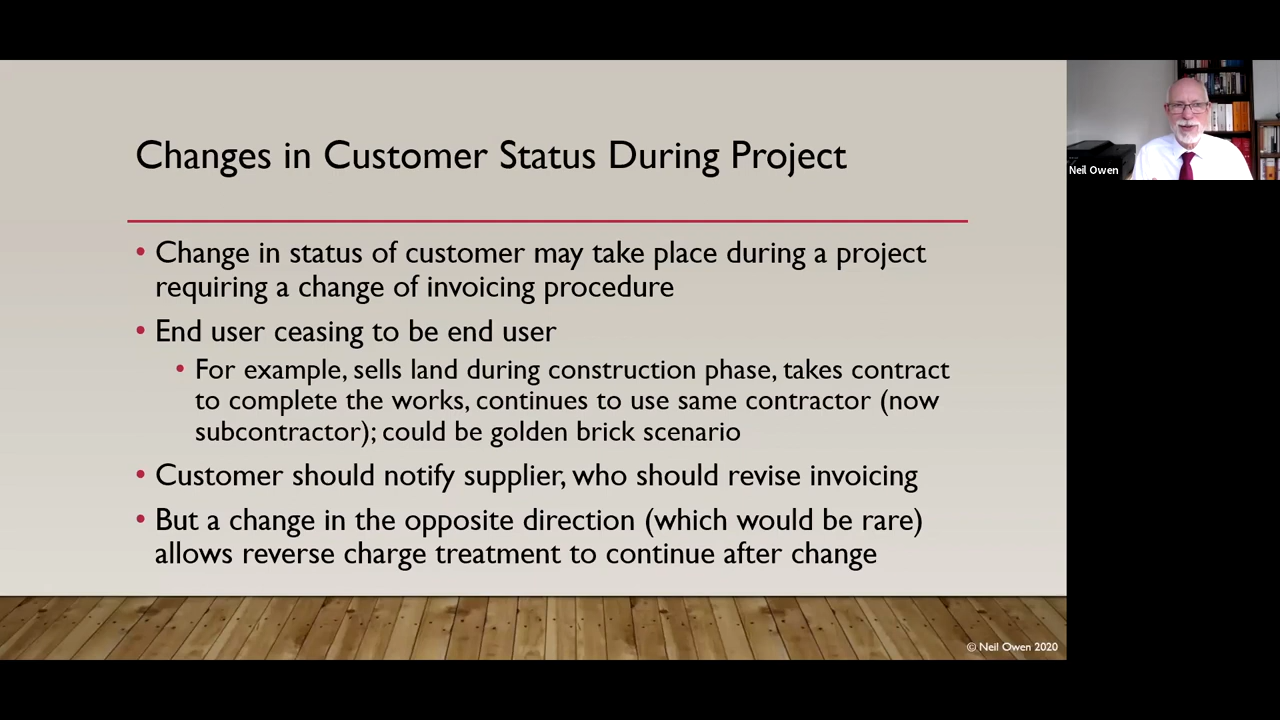 Changes in Customer Status During Project
• Change in status of customer may take place during a project
requiring a change of invoicing procedure
• End user ceasing to be end user
• For example, sells land during construction phase, takes contract
to complete the works, continues to use same contractor (now
subcontractor); could be golden brick scenario
• Customer should notify supplier, who should revise invoicing
• But a change in the opposite direction (which would be rare)
allows reverse charge treatment to continue after change
© Neil Owen 2020
Neil Owen